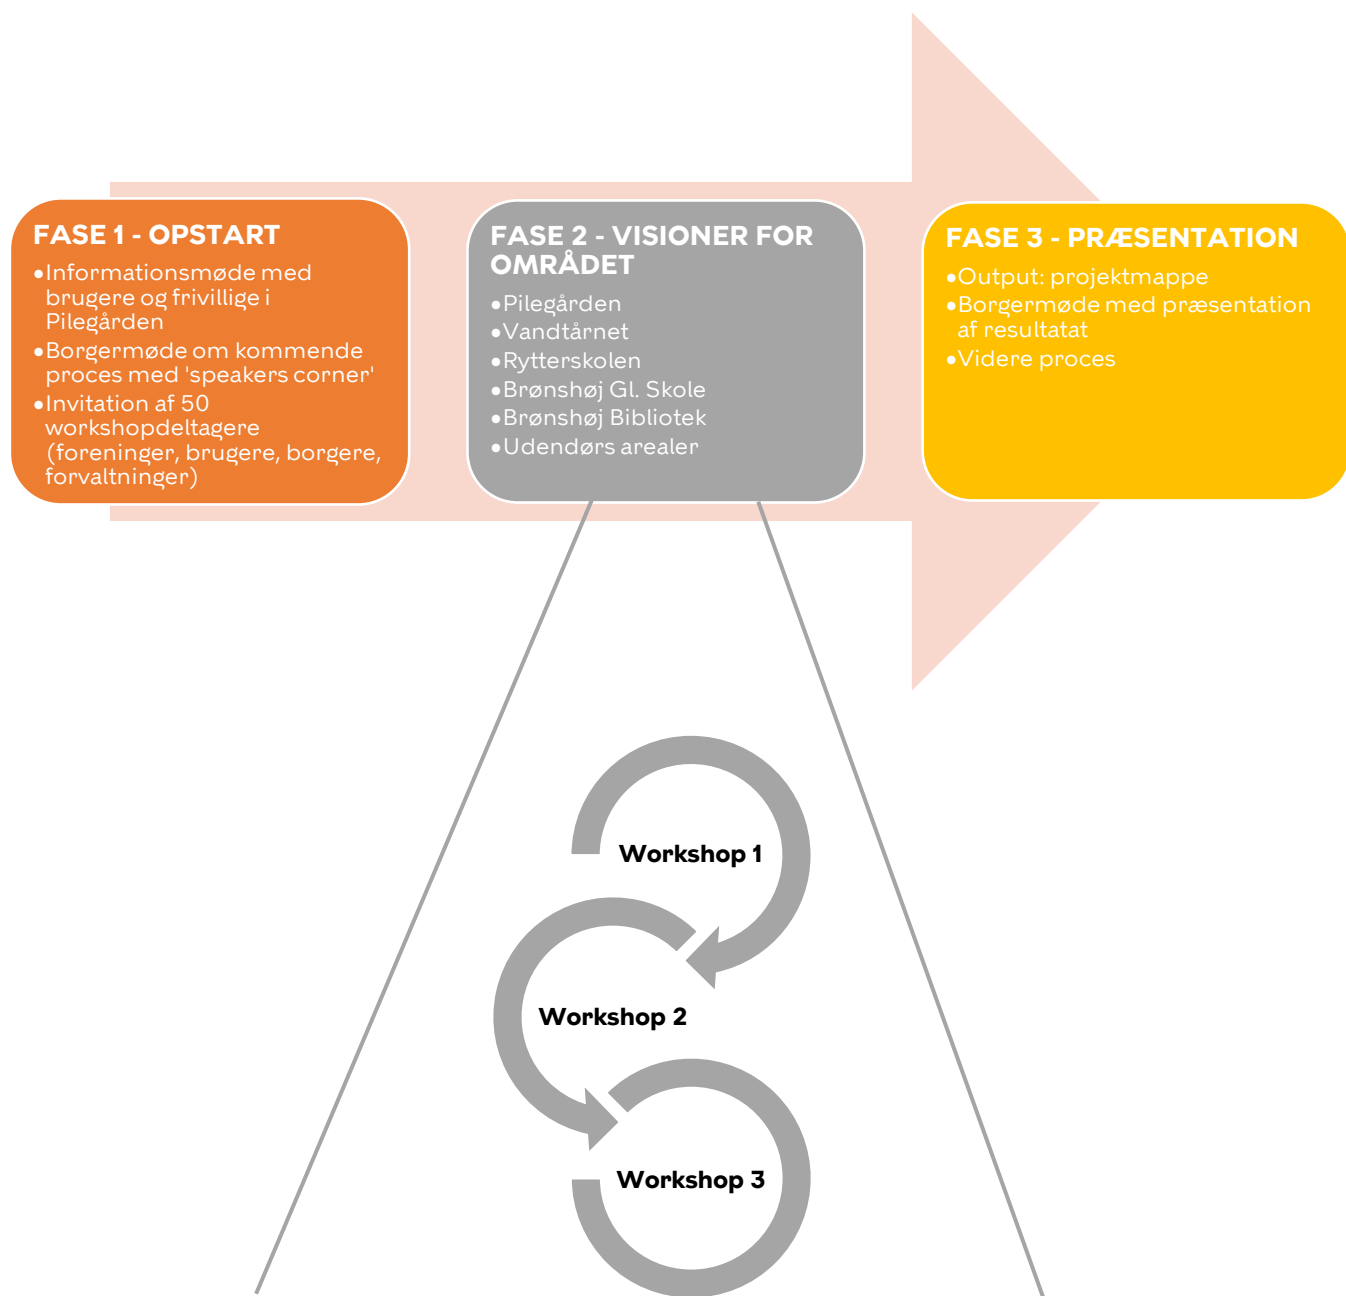 FASE 1 - OPSTART
•Informationsmøde med
brugere og frivillige i
Pilegården
•Borgermøde om kommende
proces med 'speakers corner'
•Invitation af 50
workshopdeltagere
(foreninger, brugere, borgere,
forvaltninger)
FASE 2 - VISIONER FOR
OMRÅDET
•Pilegården
•Vandtårnet
•Rytterskolen
•Brønshøj Gl. Skole
•Brønshøj Bibliotek
•Udendørs arealer
FASE 3 - PRÆSENTATION
•Output: projektmappe
•Borgermøde med præsentation
af resultatat
•Videre proces
Workshop 1
Workshop 2
Workshop 3